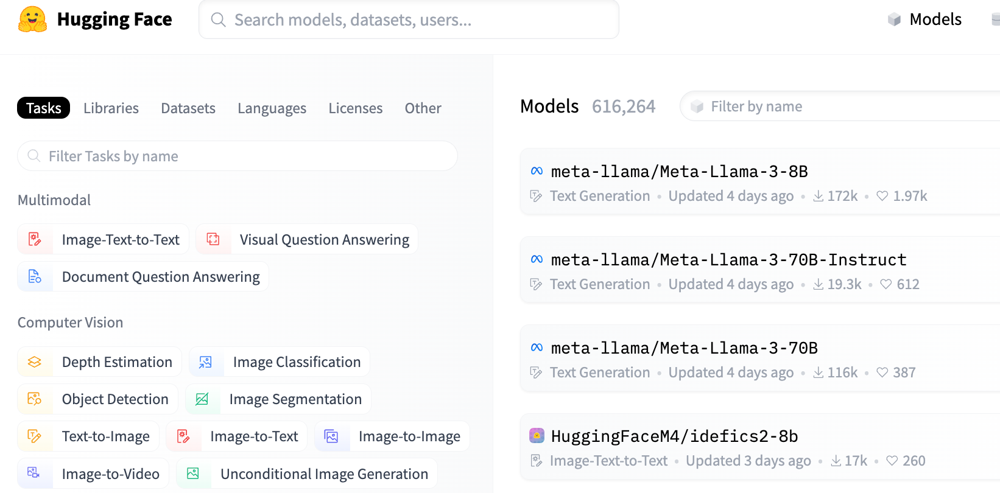 Hugging Face
Search models, datasets, users...
Models
Tasks Libraries Datasets Languages Licenses Other
Filter Tasks by name
Multimodal
Image-Text-to-Text Visual Question Answering
Document Question Answering
Computer Vision
Depth Estimation Image Classification
Object Detection Image Segmentation
Text-to-Image Image-to-Text Image-to-Image
Image-to-Video Unconditional Image Generation
Models 616,264 Filter by name
meta-llama/Meta-Llama-3-8B
Text Generation • Updated 4 days ago • 172k • 1.97k
meta-llama/Meta-Llama-3-70B-Instruct
Text Generation • Updated 4 days ago • 19.3k • 612
meta-llama/Meta-Llama-3-70B
Text Generation • Updated 4 days ago • 116k • 387
HuggingFaceM4/idefics2-8b
Image-Text-to-Text • Updated 3 days ago • 17k • 260